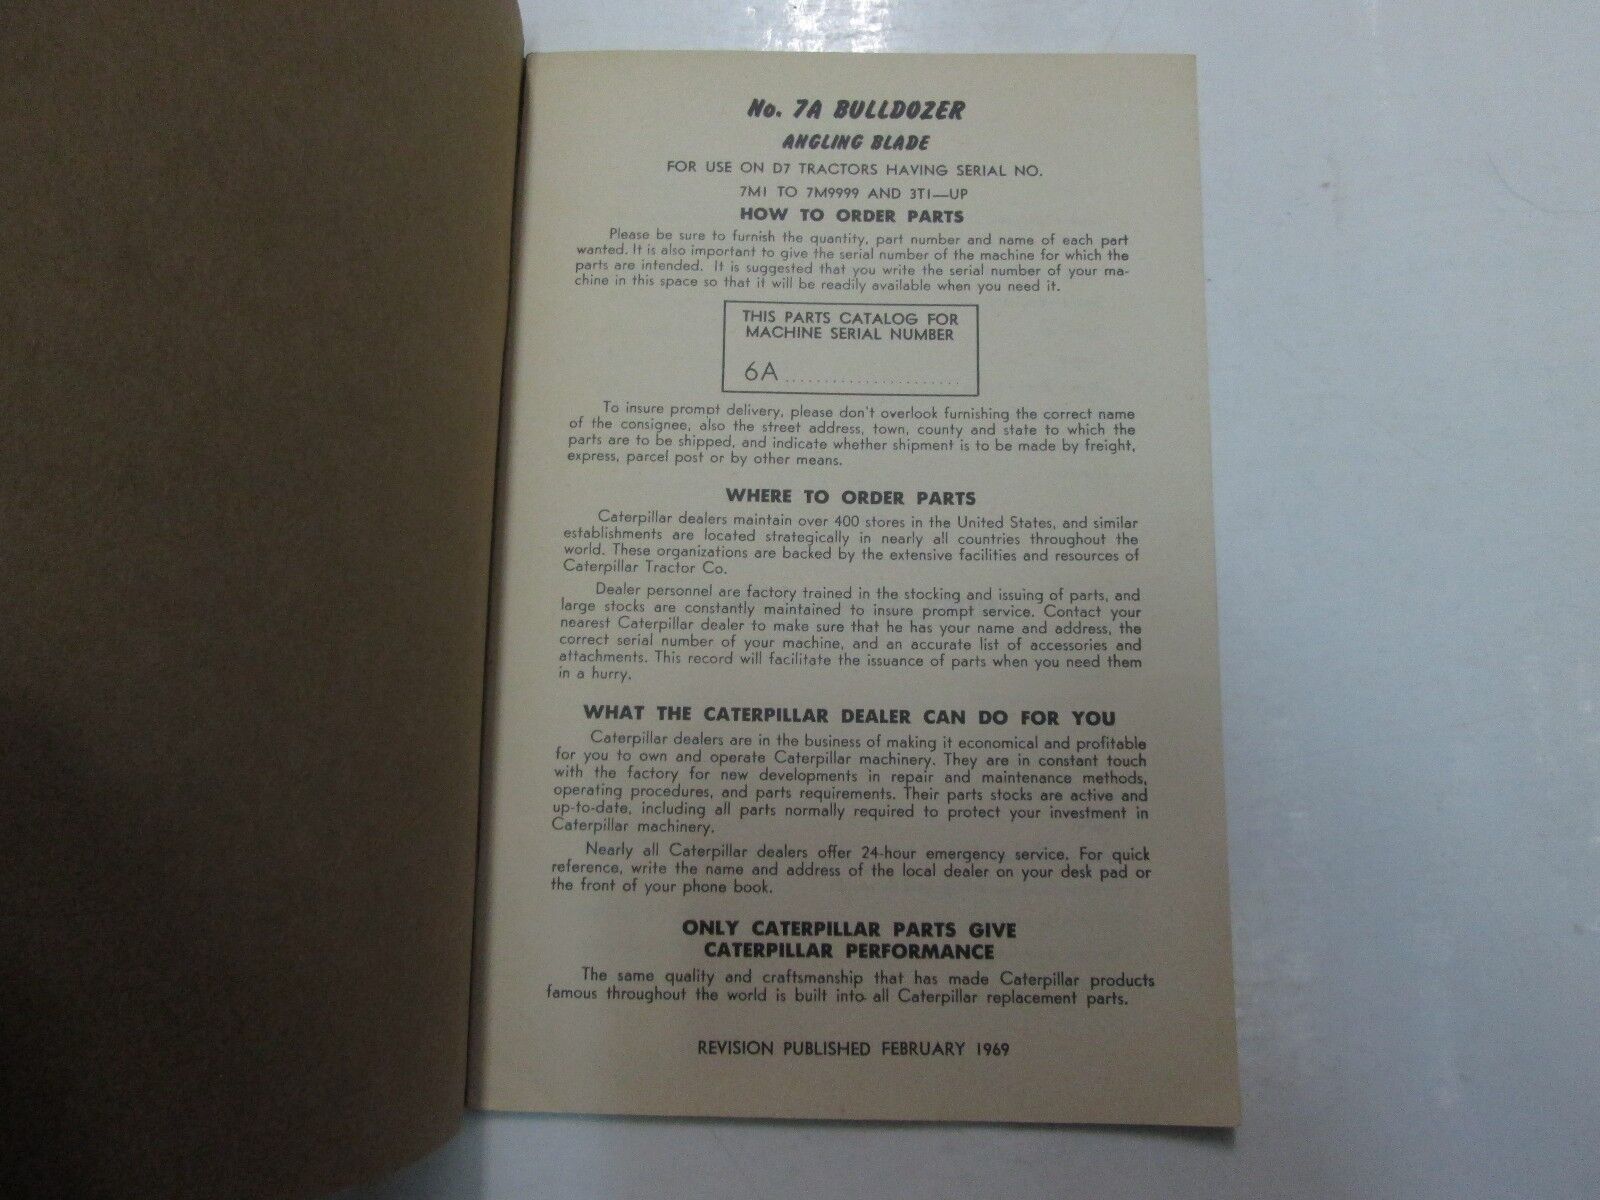 No. 7A BULLDOZER
ANGLING BLADE
FOR USE ON D7 TRACTORS HAVING SERIAL NO.
7M1 TO 7M9999 AND 3T1—UP
HOW TO ORDER PARTS
Please be sure to furnish the quantity, part number and name of each part
wanted. It is also important to give the serial number of the machine for which the
parts are intended. It is suggested that you write the serial number of your ma-
chine in this space so that it will be readily available when you need it.
THIS PARTS CATALOG FOR
MACHINE SERIAL NUMBER
6A ......................
To insure prompt delivery, please don't overlook furnishing the correct name
of the consignee, also the street address, town, county and state to which the
parts are to be shipped, and indicate whether shipment is to be made by freight,
express, parcel post or by other means.
WHERE TO ORDER PARTS
Caterpillar dealers maintain over 400 stores in the United States, and similar
establishments are located strategically in nearly all countries throughout the
world. These organizations are backed by the extensive facilities and resources of
Caterpillar Tractor Co.
Dealer personnel are factory trained in the stocking and issuing of parts, and
large stocks are constantly maintained to insure prompt service. Contact your
nearest Caterpillar dealer to make sure that he has your name and address, the
correct serial number of your machine, and an accurate list of accessories and
attachments. This record will facilitate the issuance of parts when you need them
in a hurry.
WHAT THE CATERPILLAR DEALER CAN DO FOR YOU
Caterpillar dealers are in the business of making it economical and profitable
for you to own and operate Caterpillar machinery. They are in constant touch
with the factory for new developments in repair and maintenance methods,
operating procedures, and parts requirements. Their parts stocks are active and
up-to-date, including all parts normally required to protect your investment in
Caterpillar machinery.
Nearly all Caterpillar dealers offer 24-hour emergency service. For quick
reference, write the name and address of the local dealer on your desk pad or
the front of your phone book.
ONLY CATERPILLAR PARTS GIVE
CATERPILLAR PERFORMANCE
The same quality and craftsmanship that has made Caterpillar products
famous throughout the world is built into all Caterpillar replacement parts.
REVISION PUBLISHED FEBRUARY 1969